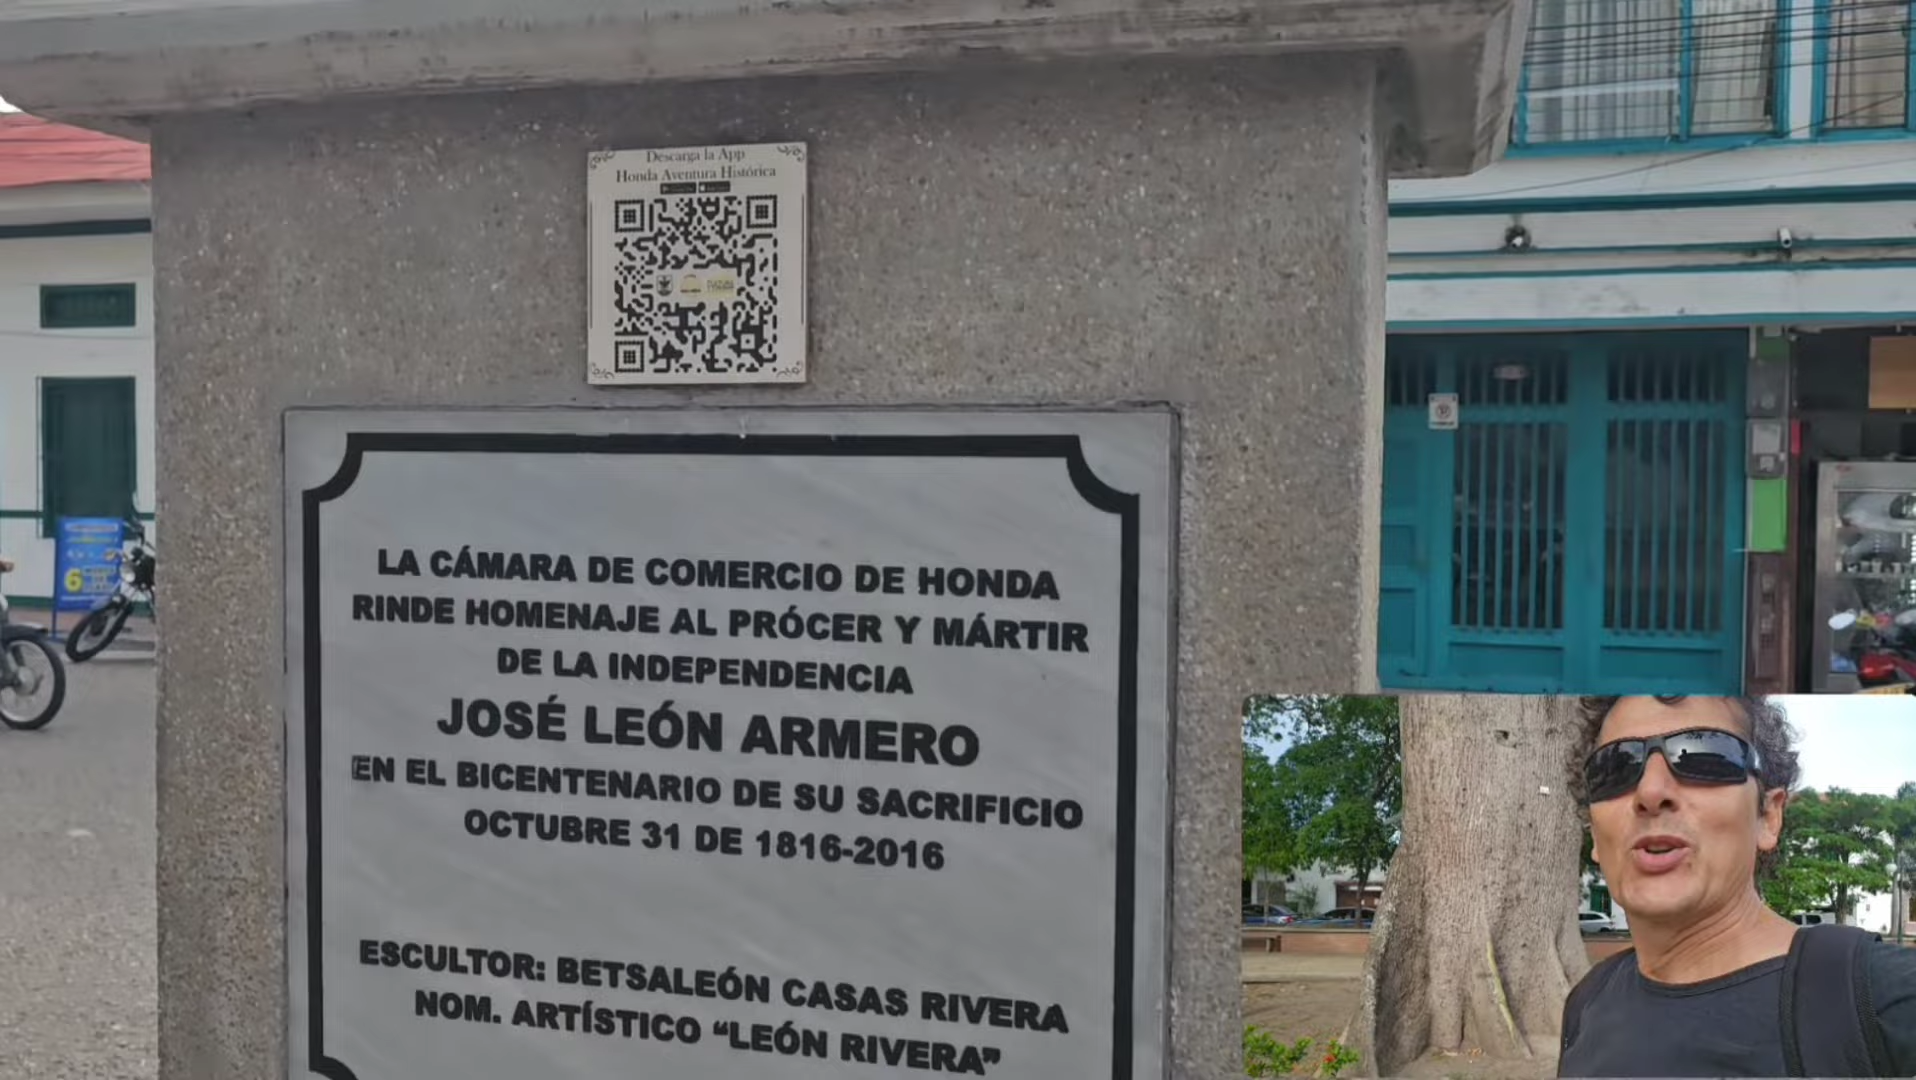 Descarga la App
Honda Aventura Histórica
LA CÁMARA DE COMERCIO DE HONDA
RINDE HOMENAJE AL PRÓCER Y MÁRTIR
DE LA INDEPENDENCIA
JOSÉ LEÓN ARMERO
EN EL BICENTENARIO DE SU SACRIFICIO
OCTUBRE 31 DE 1816-2016
ESCULTOR: BETSALEÓN CASAS RIVERA
NOM. ARTÍSTICO “LEÓN RIVERA”
6